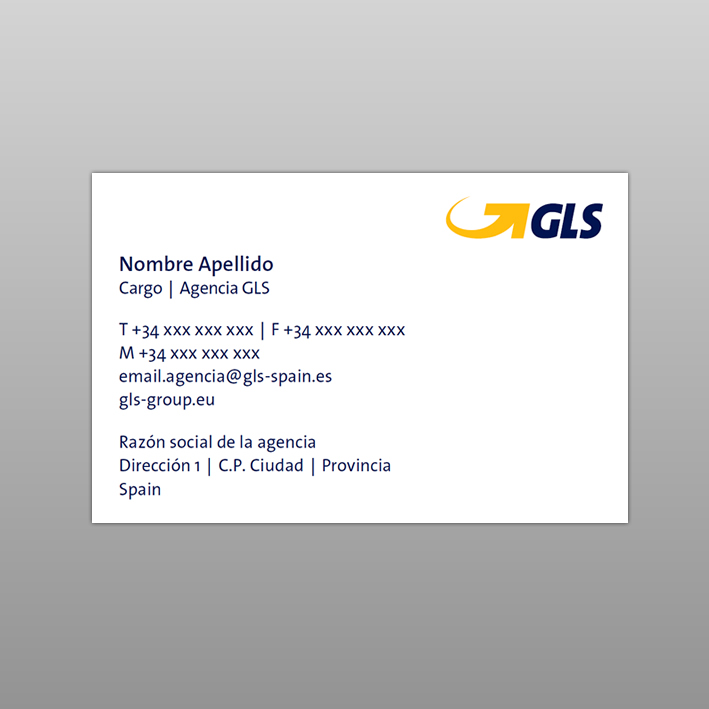 GLS
Nombre Apellido
Cargo | Agencia GLS
T +34 xxx xxx xxx | F +34 xxx xxx xxx
M +34 xxx xxx xxx
email.agencia@gls-spain.es
gls-group.eu
Razón social de la agencia
Dirección 1 | C.P. Ciudad | Provincia
Spain